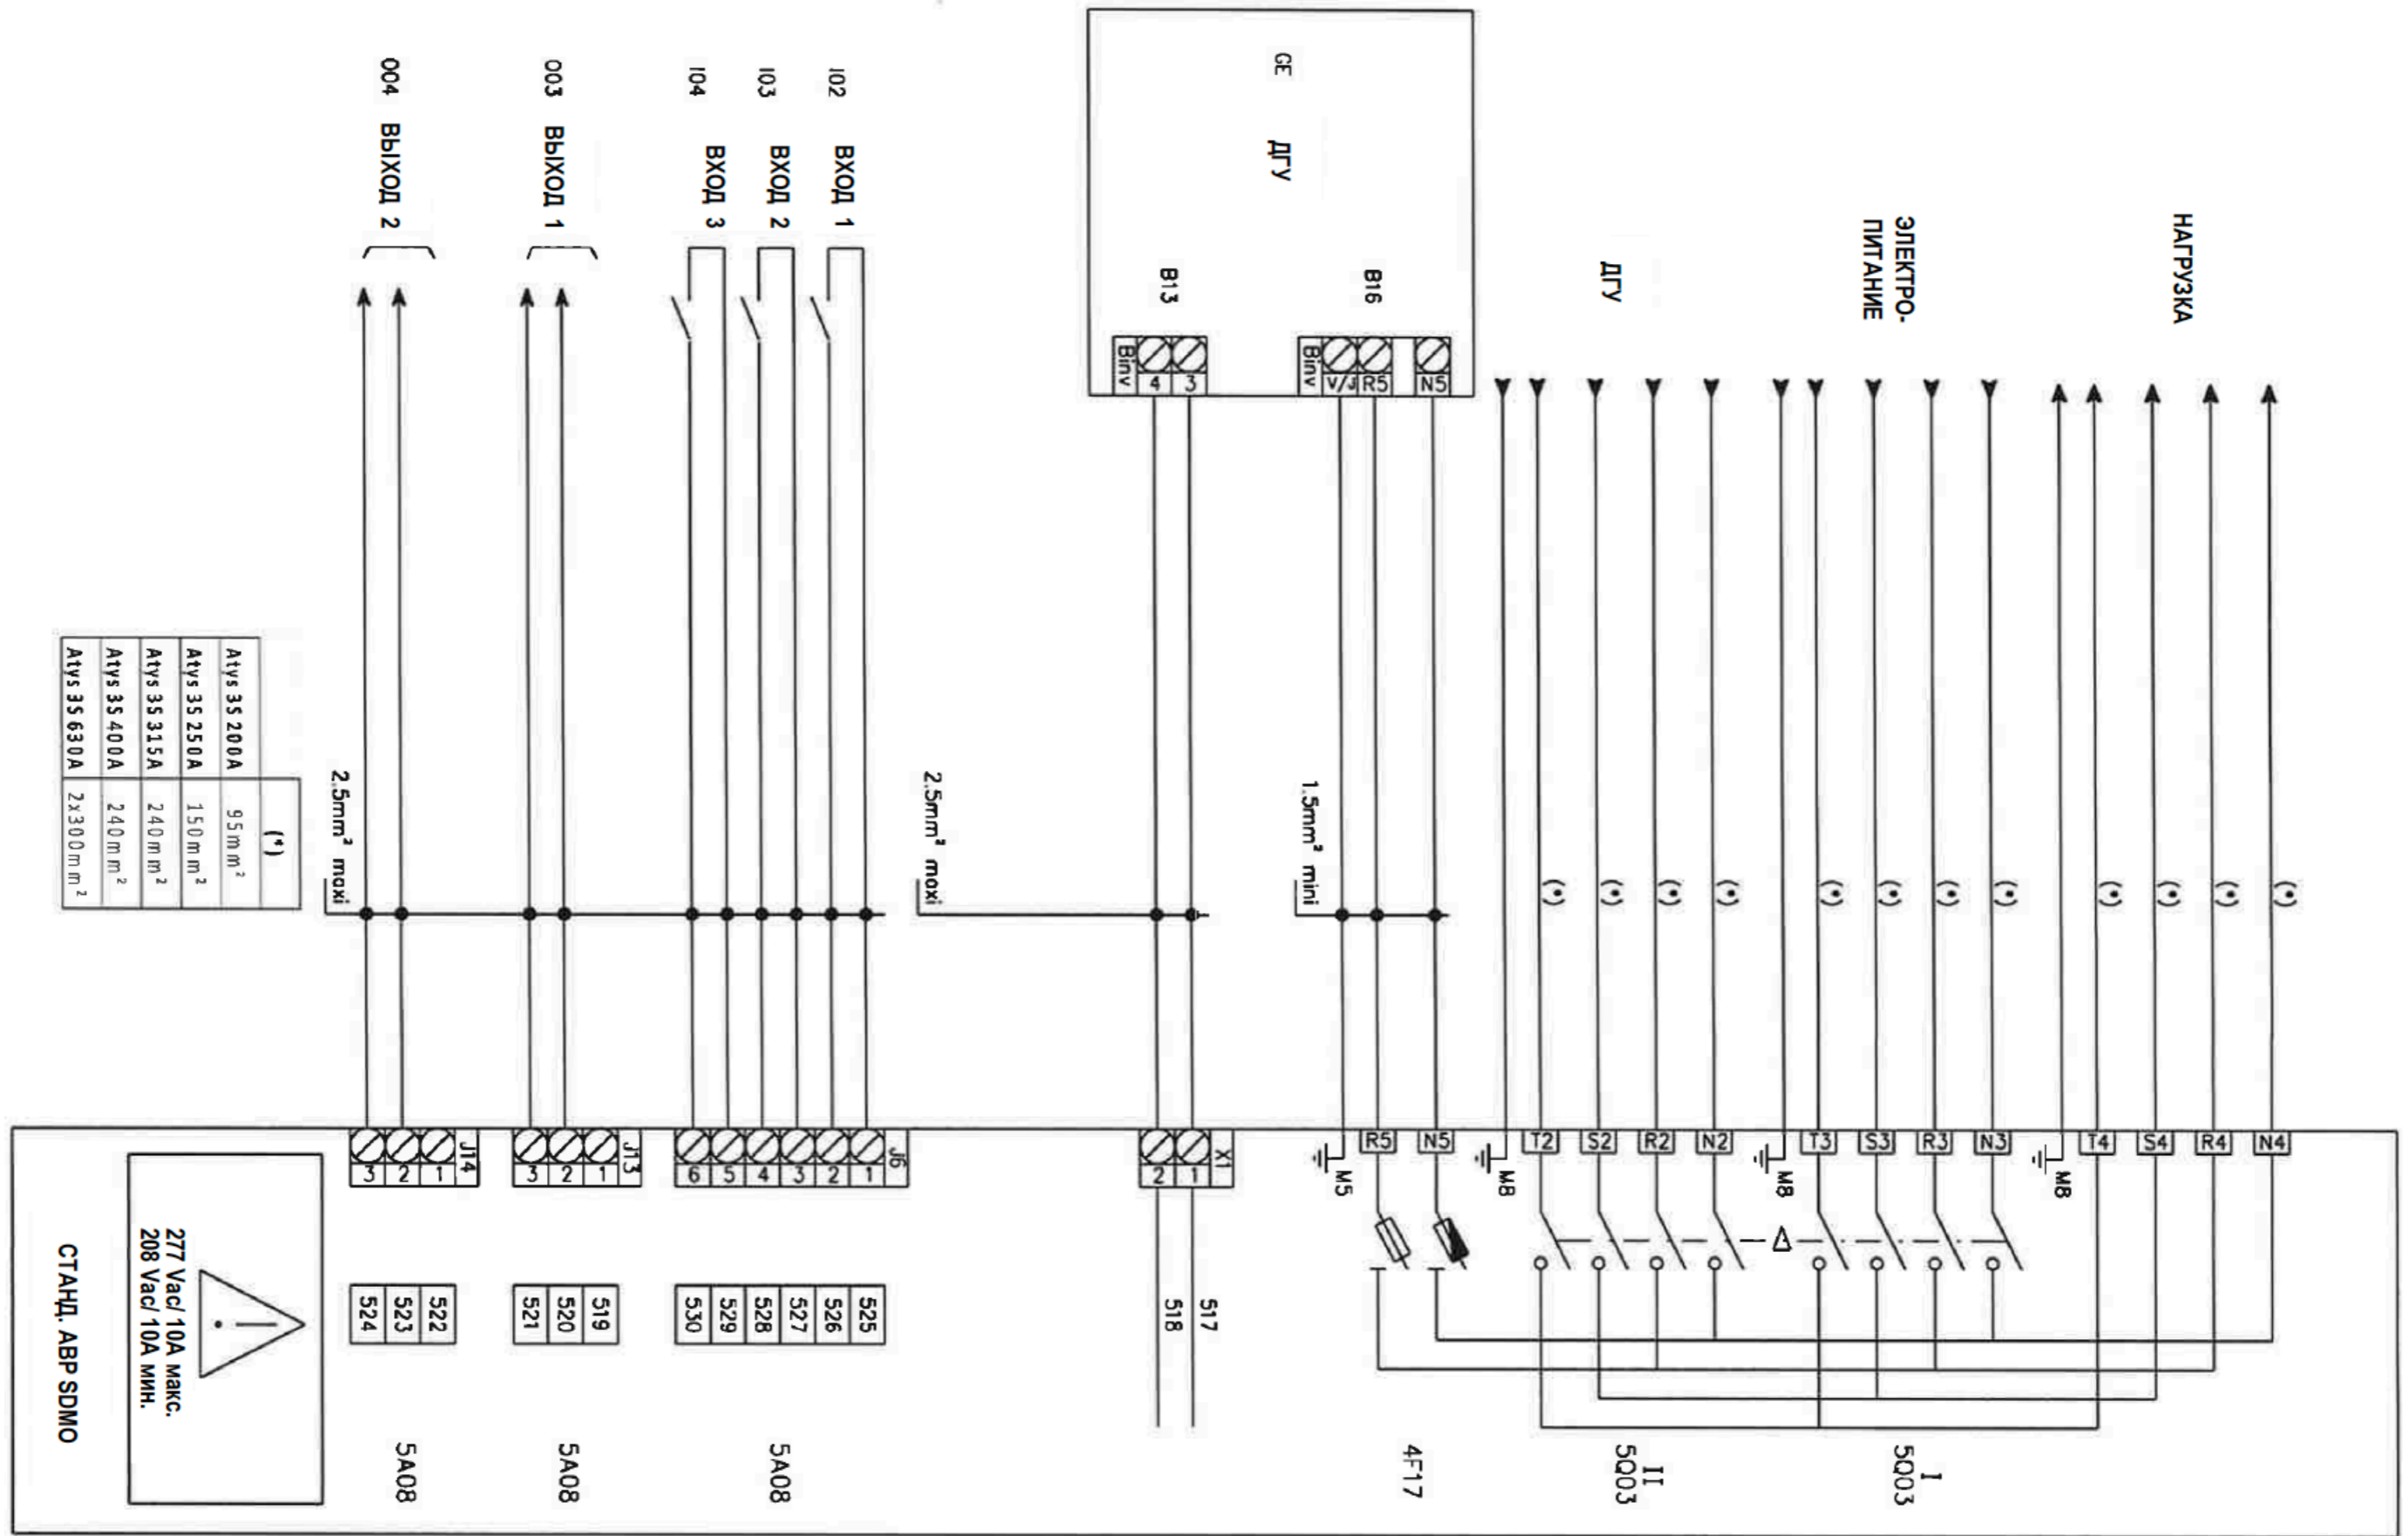 НАГРУЗКА
ЭЛЕКТРО-
ПИТАНИЕ
ДГУ
GE
ДГУ
B16
B13
N5
R5
V/J
Binv
3
4
Binv
I02 ВХОД 1
I03 ВХОД 2
I04 ВХОД 3
003 ВЫХОД 1
004 ВЫХОД 2
(*)
Atys 3S 200A 95mm²
Atys 3S 250A 150mm²
Atys 3S 315A 240mm²
Atys 3S 400A 240mm²
Atys 3S 630A 2x300mm²
(*) (*) (*) (*)
(*) (*) (*) (*)
(*) (*) (*) (*)
1.5mm² mini
2.5mm² maxi
2.5mm² maxi
N4 R4 S4 T4
M8
N3 R3 S3 T3
M8
N2 R2 S2 T2
M8
N5 R5
M5
X1
1 2
J6
1 2 3 4 5 6
J13
1 2 3
J14
1 2 3
517
518
525 526 527 528 529 530
519 520 521
522 523 524
I
5Q03
II
5Q03
4F17
5A08
5A08
5A08
277 Vac/ 10A макс.
208 Vac/ 10A мин.
СТАНД. АВР SDMO